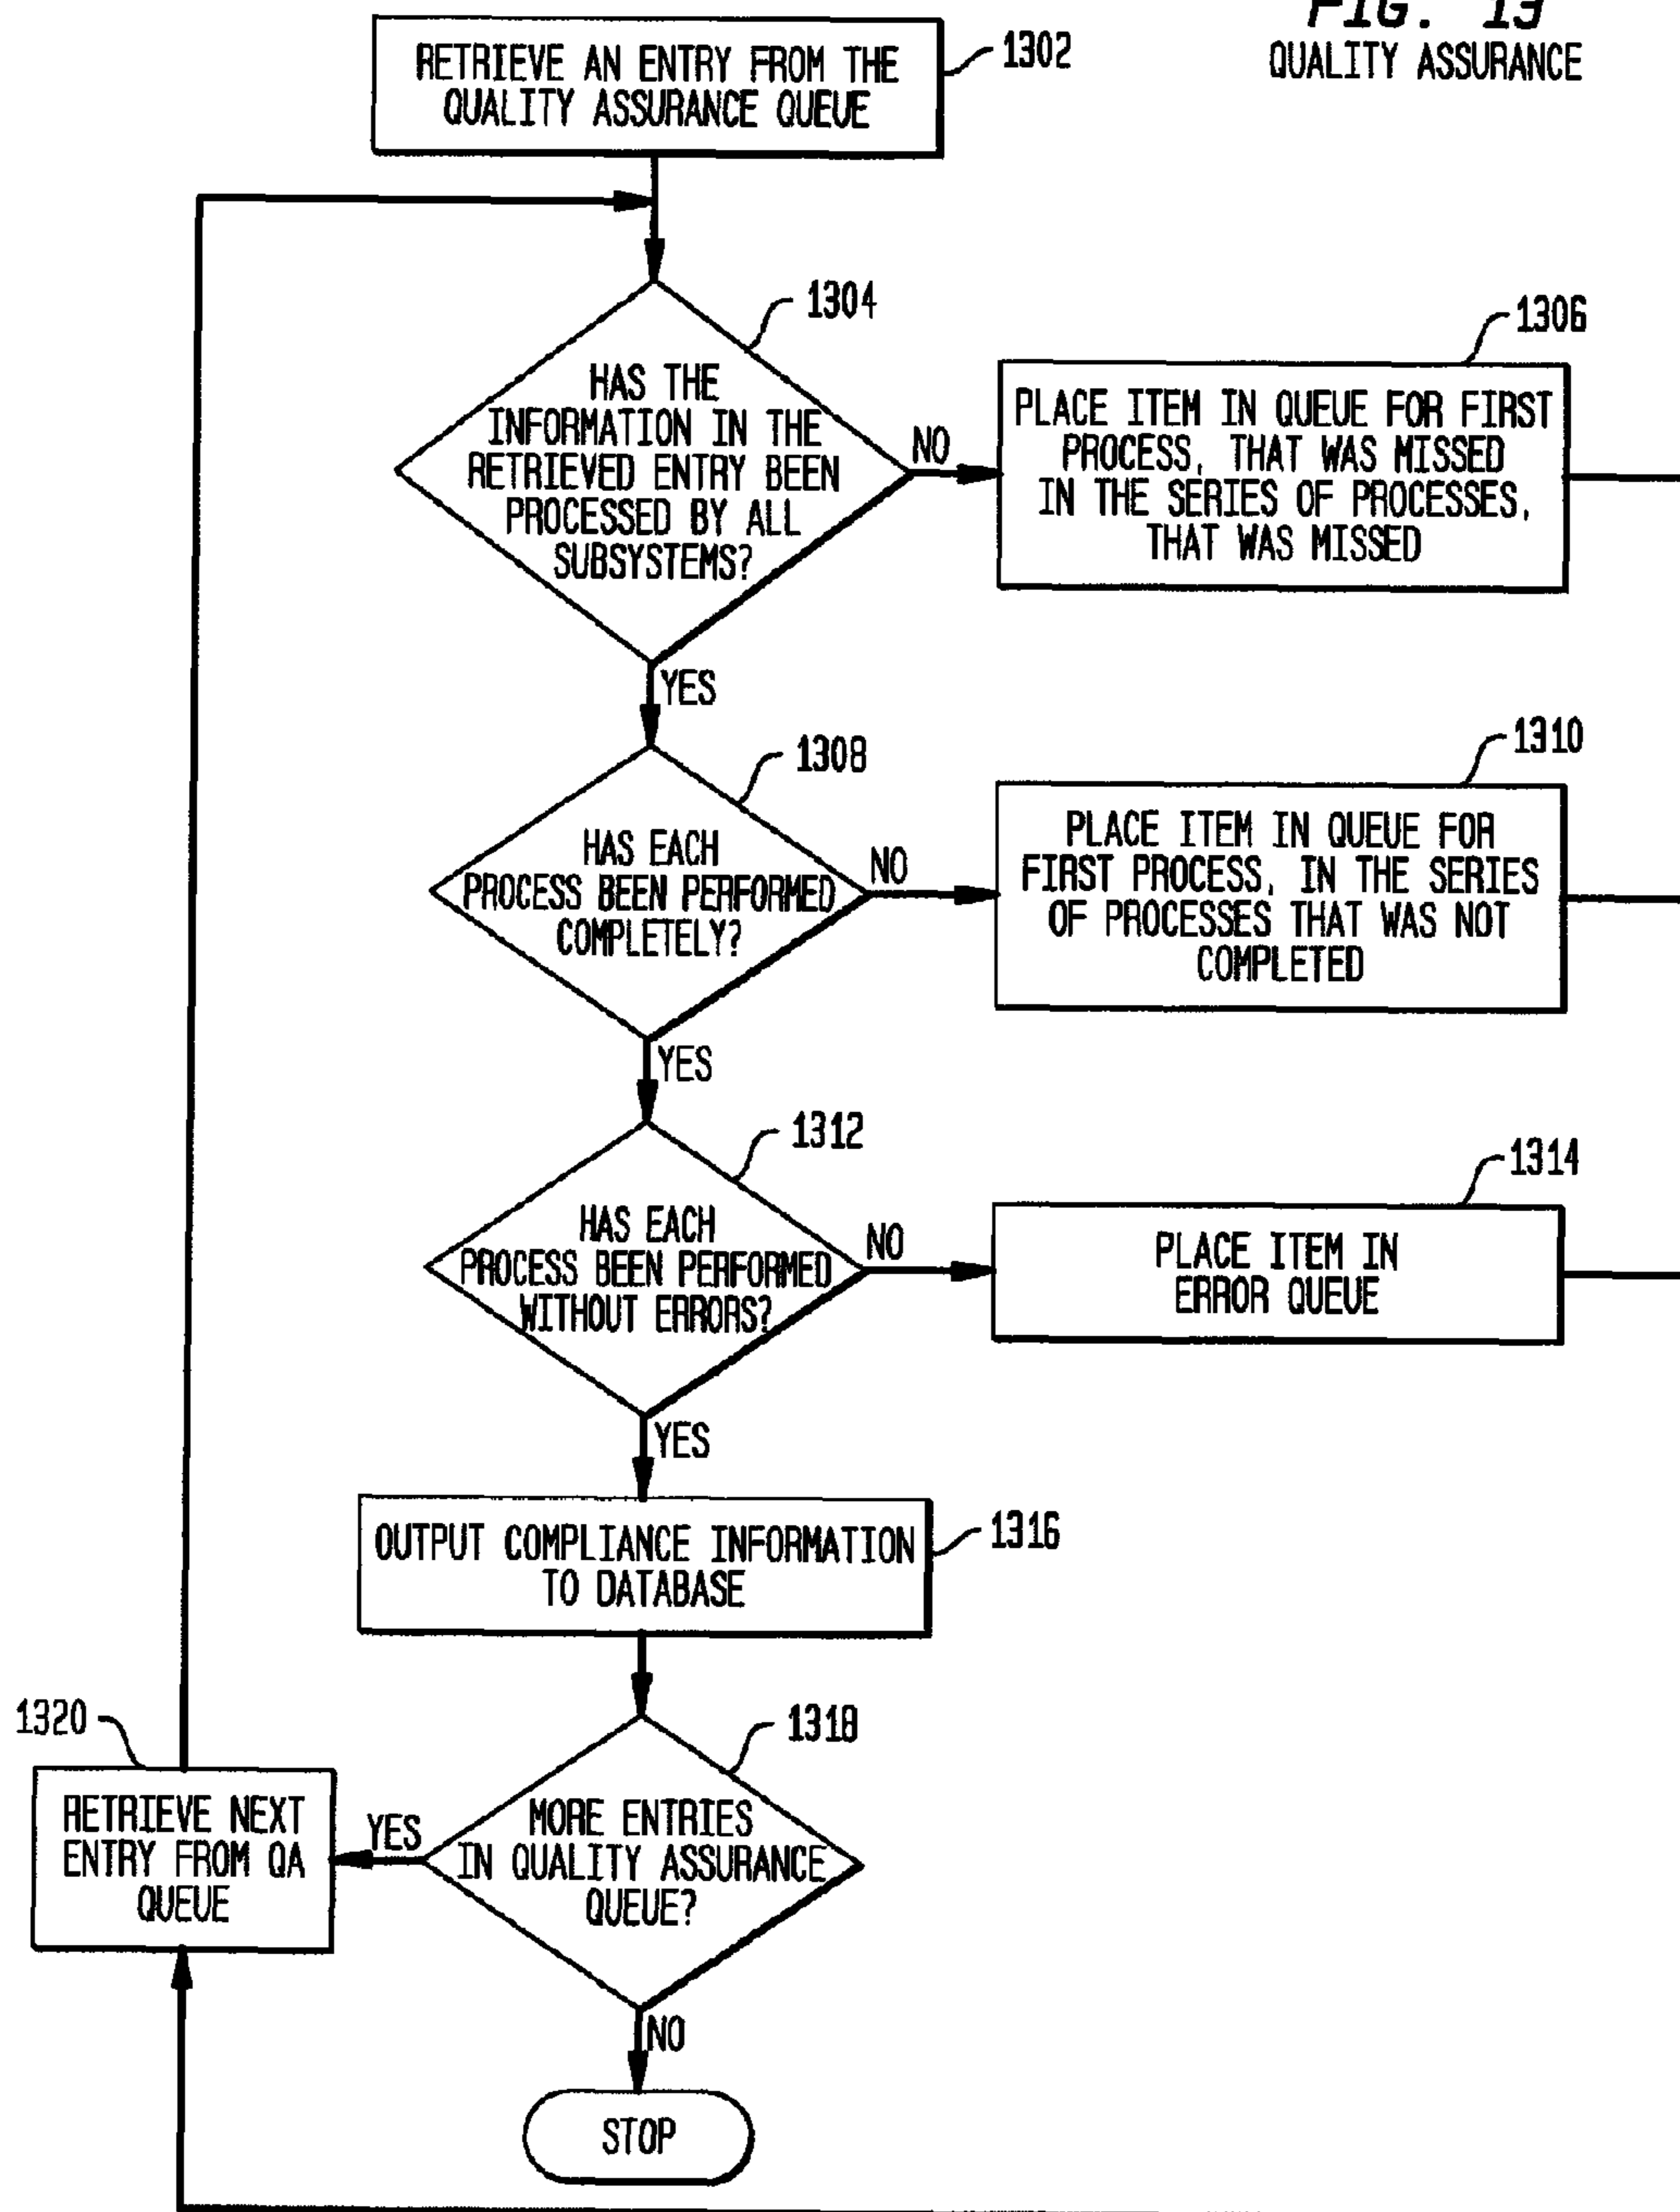 FIG. 13
QUALITY ASSURANCE
RETRIEVE AN ENTRY FROM THE
QUALITY ASSURANCE QUEUE
1302
1304
HAS THE
INFORMATION IN THE
RETRIEVED ENTRY BEEN
PROCESSED BY ALL
SUBSYSTEMS?
NO
1306
PLACE ITEM IN QUEUE FOR FIRST
PROCESS, THAT WAS MISSED
IN THE SERIES OF PROCESSES,
THAT WAS MISSED
YES
1308
HAS EACH
PROCESS BEEN PERFORMED
COMPLETELY?
NO
1310
PLACE ITEM IN QUEUE FOR
FIRST PROCESS, IN THE SERIES
OF PROCESSES THAT WAS NOT
COMPLETED
YES
1312
HAS EACH
PROCESS BEEN PERFORMED
WITHOUT ERRORS?
NO
1314
PLACE ITEM IN
ERROR QUEUE
YES
OUTPUT COMPLIANCE INFORMATION
TO DATABASE
1316
1318
MORE ENTRIES
IN QUALITY ASSURANCE
QUEUE?
YES
1320
RETRIEVE NEXT
ENTRY FROM QA
QUEUE
NO
STOP